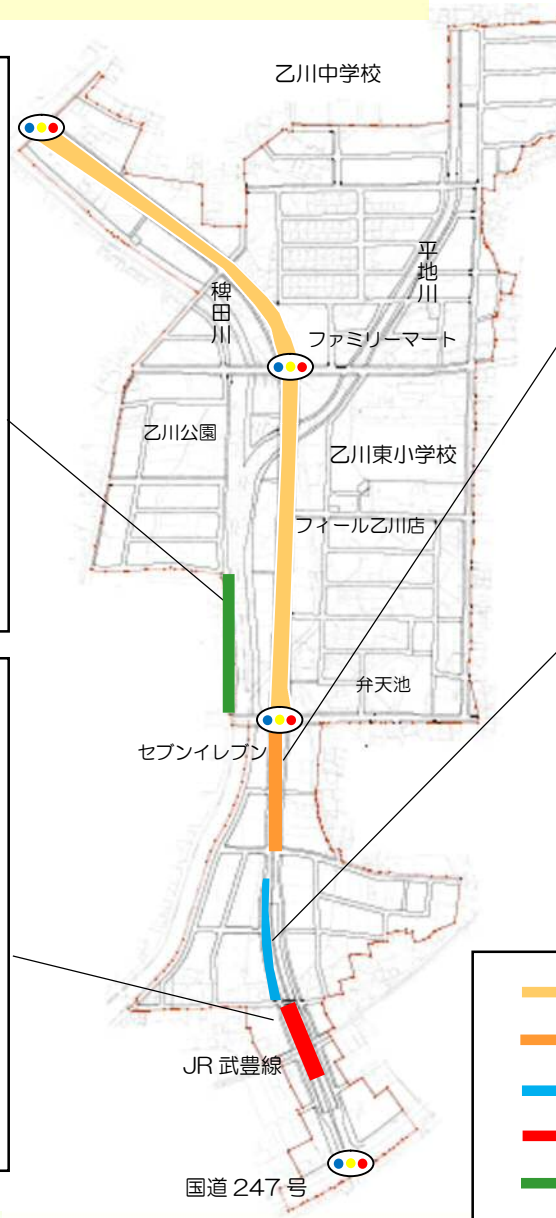 乙川中学校
平地川
稗田川
ファミリーマート
乙川公園
乙川東小学校
フィール乙川店
弁天池
セブンイレブン
JR 武豊線
国道 247 号